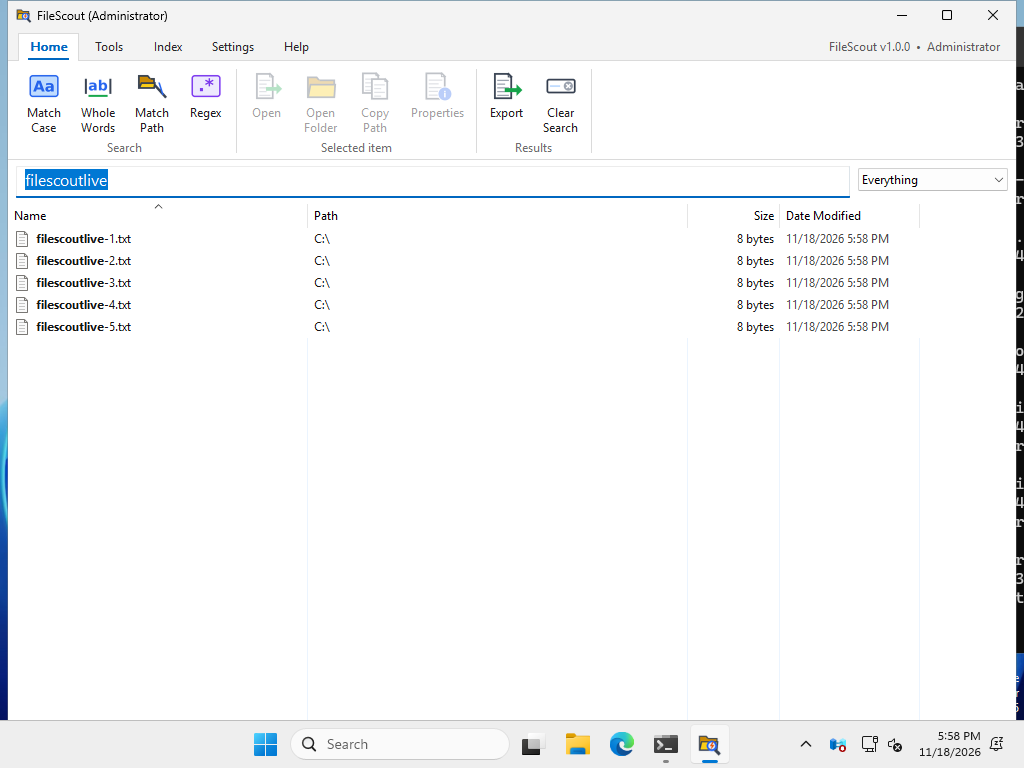 FileScout (Administrator)
Home Tools Index Settings Help FileScout v1.0.0 • Administrator
Aa |ab| .*
Match Case Whole Words Match Path Regex Open Open Folder Copy Path Properties Export Clear Search
Search Selected item Results
filescoutlive Everything
Name Path Size Date Modified
filescoutlive-1.txt C:\ 8 bytes 11/18/2026 5:58 PM
filescoutlive-2.txt C:\ 8 bytes 11/18/2026 5:58 PM
filescoutlive-3.txt C:\ 8 bytes 11/18/2026 5:58 PM
filescoutlive-4.txt C:\ 8 bytes 11/18/2026 5:58 PM
filescoutlive-5.txt C:\ 8 bytes 11/18/2026 5:58 PM
Search 5:58 PM
11/18/2026